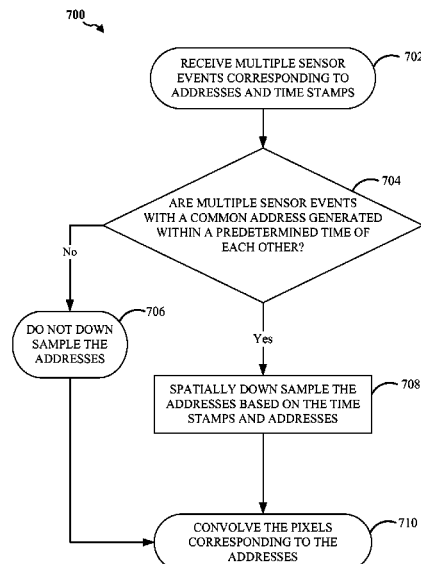 700
RECEIVE MULTIPLE SENSOR
EVENTS CORRESPONDING TO
ADDRESSES AND TIME STAMPS
702
704
ARE MULTIPLE SENSOR EVENTS
WITH A COMMON ADDRESS GENERATED
WITHIN A PREDETERMINED TIME OF
EACH OTHER?
No
706
DO NOT DOWN
SAMPLE THE
ADDRESSES
Yes
SPATIALLY DOWN SAMPLE THE
ADDRESSES BASED ON THE TIME
STAMPS AND ADDRESSES
708
CONVOLVE THE PIXELS
CORRESPONDING TO THE
ADDRESSES
710